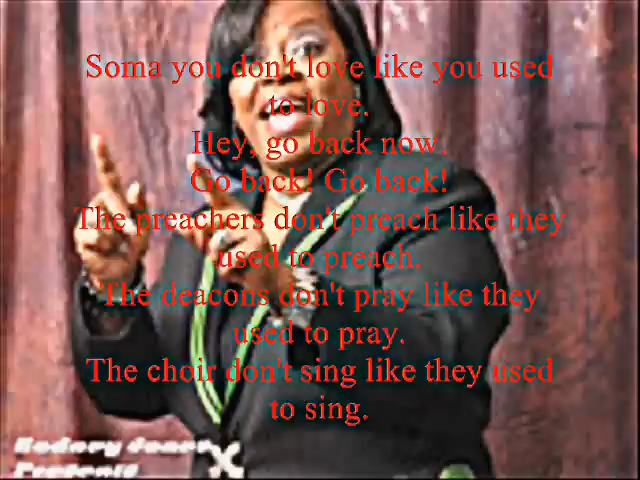 Soma you don't love like you used
to love.
Hey, go back now.
Go back! Go back!
The preachers don't preach like they
used to preach.
The deacons don't pray like they
used to pray.
The choir don't sing like they used
to sing.
Rodney
Presents